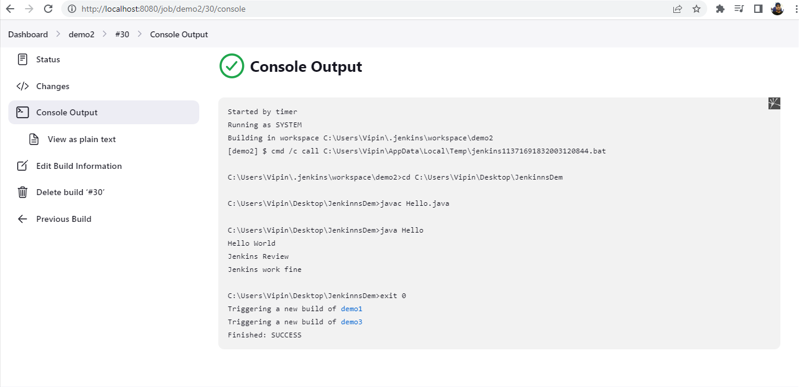 http://localhost:8080/job/demo2/30/console
Dashboard > demo2 > #30 > Console Output
Status
Changes
Console Output
View as plain text
Edit Build Information
Delete build '#30'
Previous Build
Console Output
Started by timer
Running as SYSTEM
Building in workspace C:\Users\Vipin\.jenkins\workspace\demo2
[demo2] $ cmd /c call C:\Users\Vipin\AppData\Local\Temp\jenkins11371691832003120844.bat
C:\Users\Vipin\.jenkins\workspace\demo2>cd C:\Users\Vipin\Desktop\JenkinnsDem
C:\Users\Vipin\Desktop\JenkinnsDem>javac Hello.java
C:\Users\Vipin\Desktop\JenkinnsDem>java Hello
Hello World
Jenkins Review
Jenkins work fine
C:\Users\Vipin\Desktop\JenkinnsDem>exit 0
Triggering a new build of demo1
Triggering a new build of demo3
Finished: SUCCESS